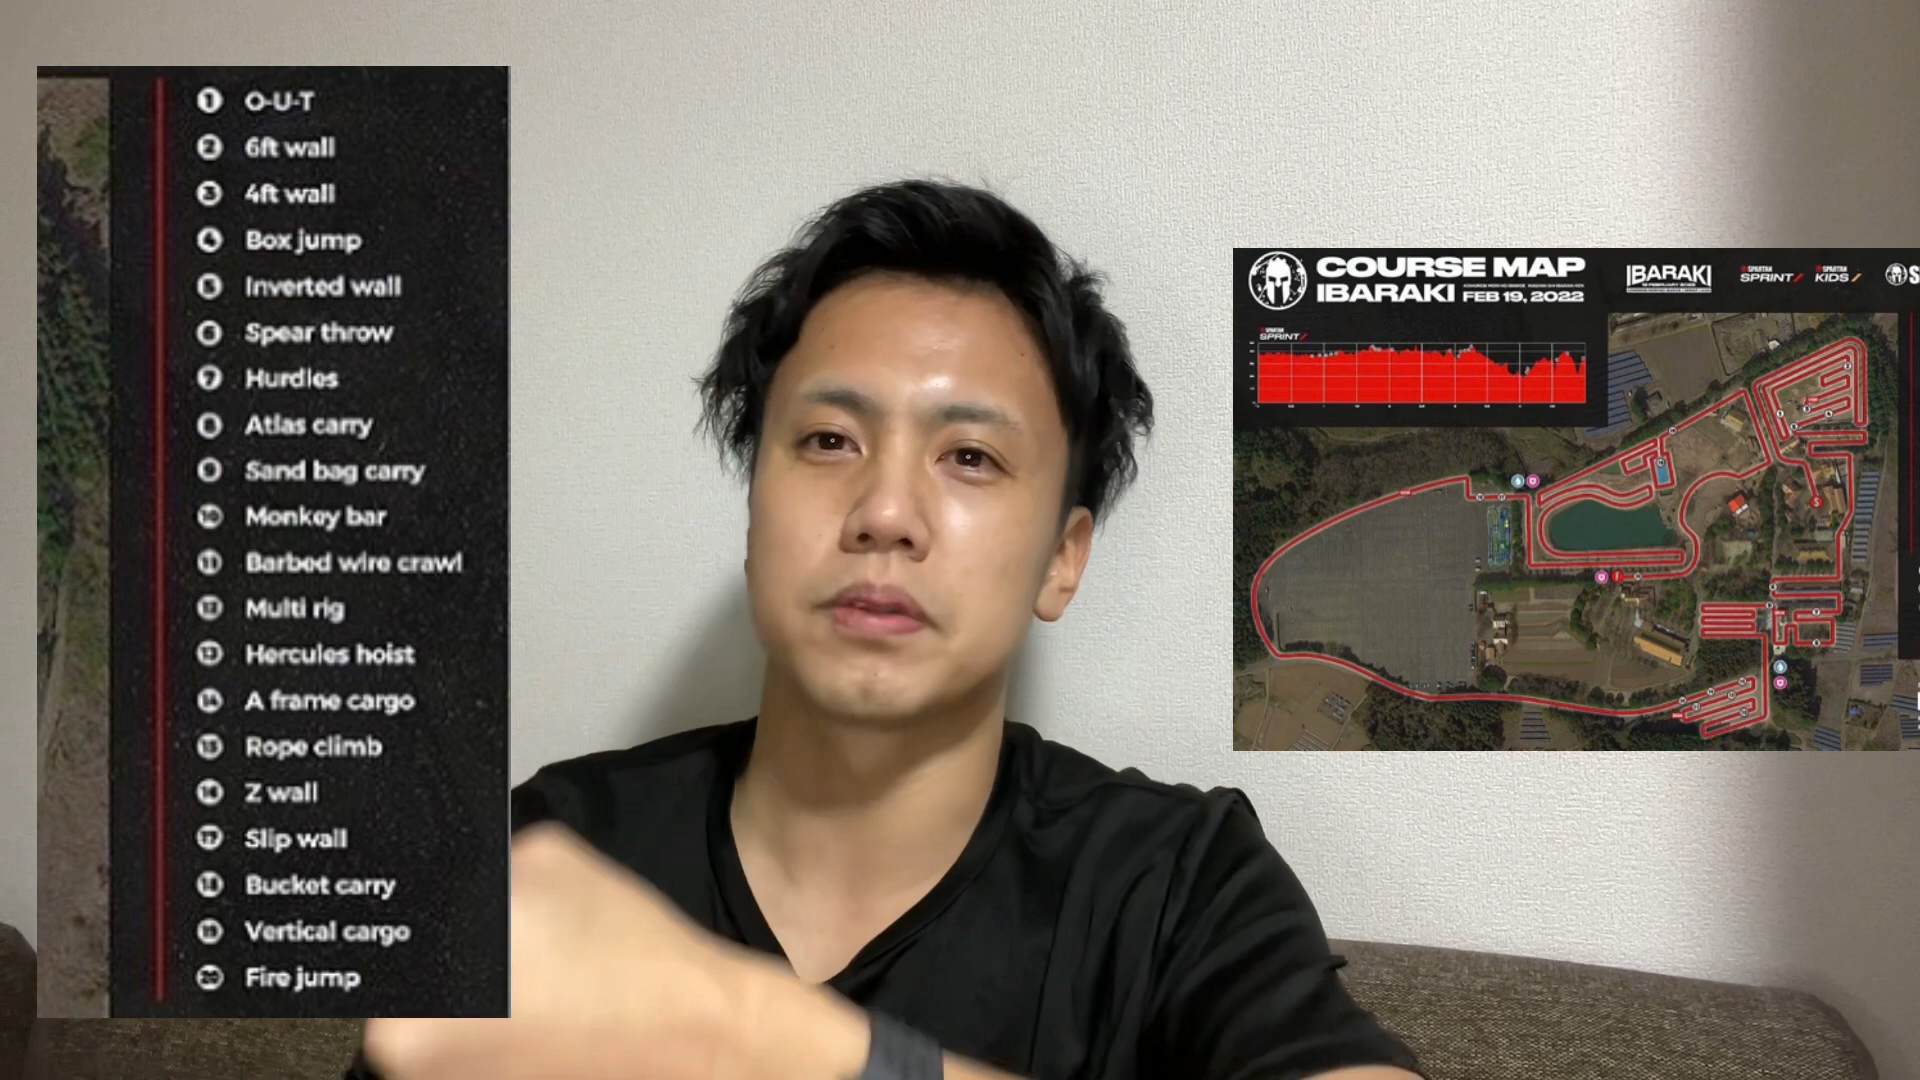 1 O-U-T
2 6ft wall
3 4ft wall
4 Box jump
5 Inverted wall
6 Spear throw
7 Hurdles
8 Atlas carry
9 Sand bag carry
10 Monkey bar
11 Barbed wire crawl
12 Multi rig
13 Hercules hoist
14 A frame cargo
15 Rope climb
16 Z wall
17 Slip wall
18 Bucket carry
19 Vertical cargo
20 Fire jump
COURSE MAP
IBARAKI FEB 19, 2022
IBARAKI
SPARTAN SPRINT
SPARTAN KIDS
SPARTAN
SPRINT